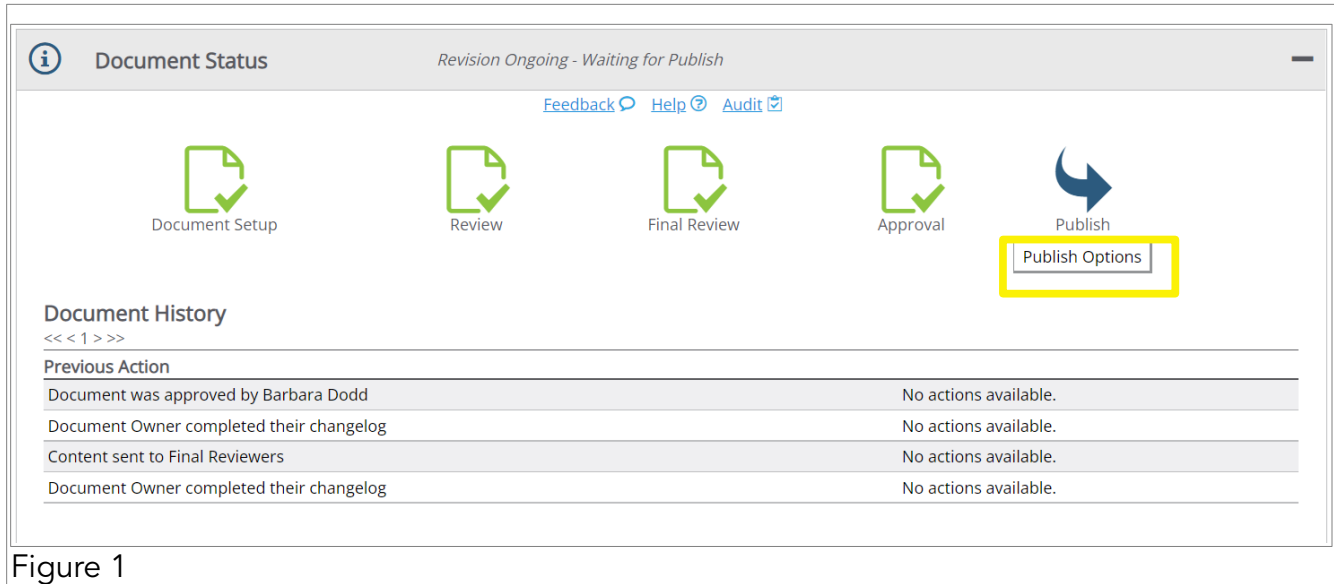 Document Status Revision Ongoing - Waiting for Publish
Feedback Help Audit
Document Setup Review Final Review Approval Publish
Publish Options
Document History
<< < 1 > >>
Previous Action
Document was approved by Barbara Dodd No actions available.
Document Owner completed their changelog No actions available.
Content sent to Final Reviewers No actions available.
Document Owner completed their changelog No actions available.
Figure 1